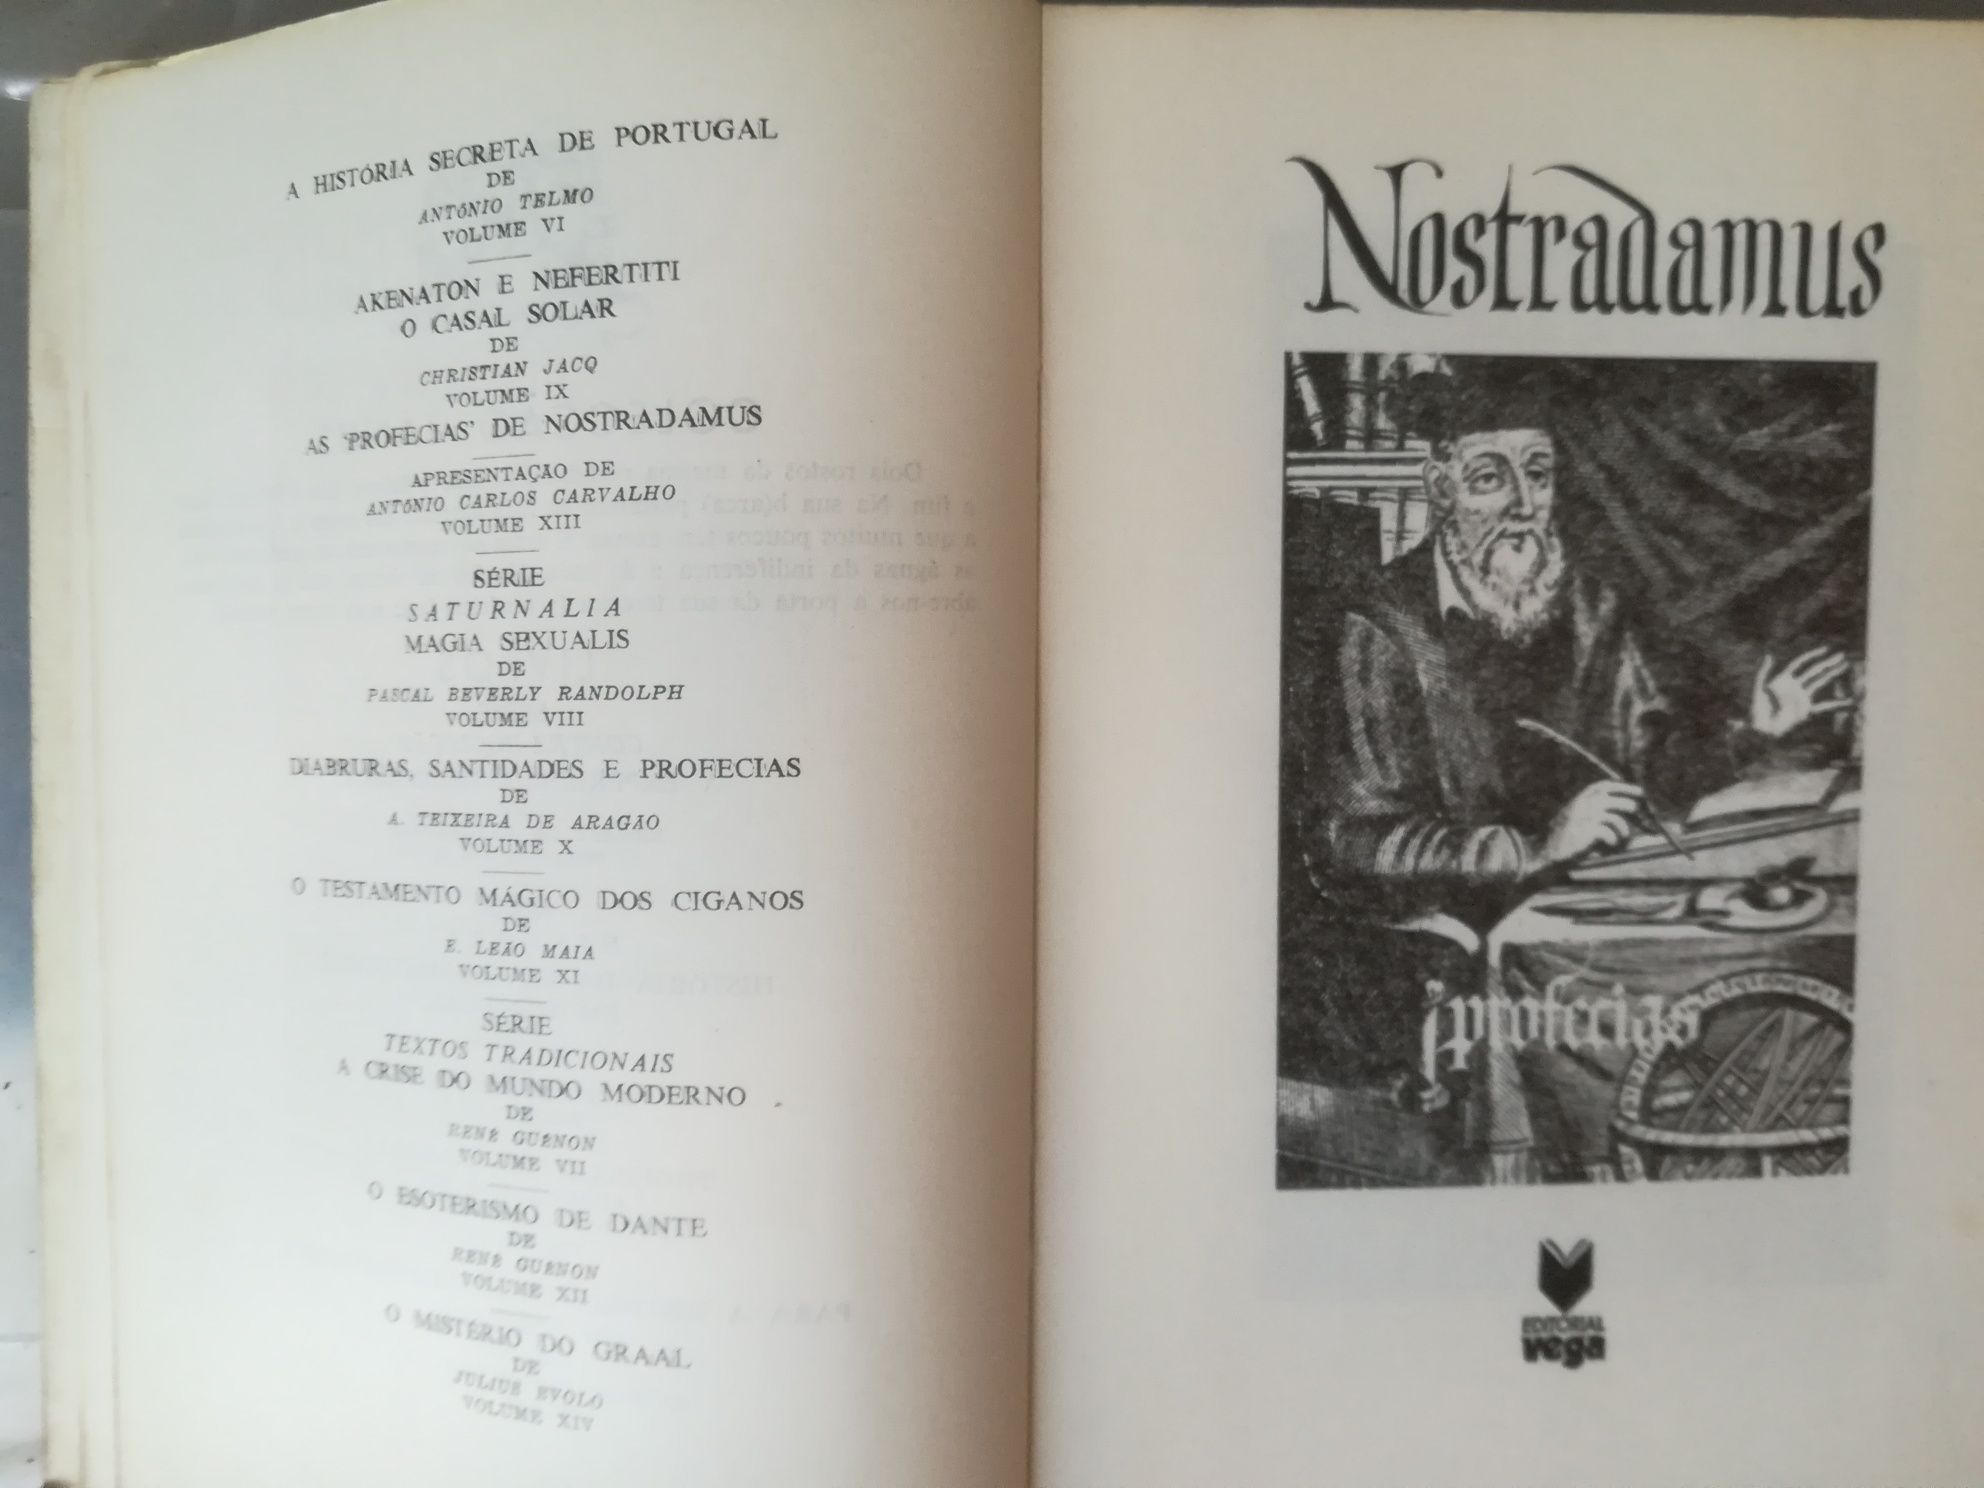 A HISTÓRIA SECRETA DE PORTUGAL
DE
ANTÓNIO TELMO
VOLUME VI
AKENATON E NEFERTITI
O CASAL SOLAR
DE
CHRISTIAN JACQ
VOLUME IX
AS 'PROFECIAS' DE NOSTRADAMUS
APRESENTAÇÃO DE
ANTÓNIO CARLOS CARVALHO
VOLUME XIII
SÉRIE
SATURNALIA
MAGIA SEXUALIS
DE
PASCAL BEVERLY RANDOLPH
VOLUME VIII
DIABRURAS, SANTIDADES E PROFECIAS
DE
A. TEIXEIRA DE ARAGÃO
VOLUME X
O TESTAMENTO MÁGICO DOS CIGANOS
DE
E. LEÃO MAIA
VOLUME XI
SÉRIE
TEXTOS TRADICIONAIS
A CRISE DO MUNDO MODERNO
DE
RENÉ GUÉNON
VOLUME VII
O ESOTERISMO DE DANTE
DE
RENÉ GUÉNON
VOLUME XII
O MISTÉRIO DO GRAAL
DE
JULIUS EVOLO
VOLUME XIV
Nostradamus
profecias
EDITORIAL
vega